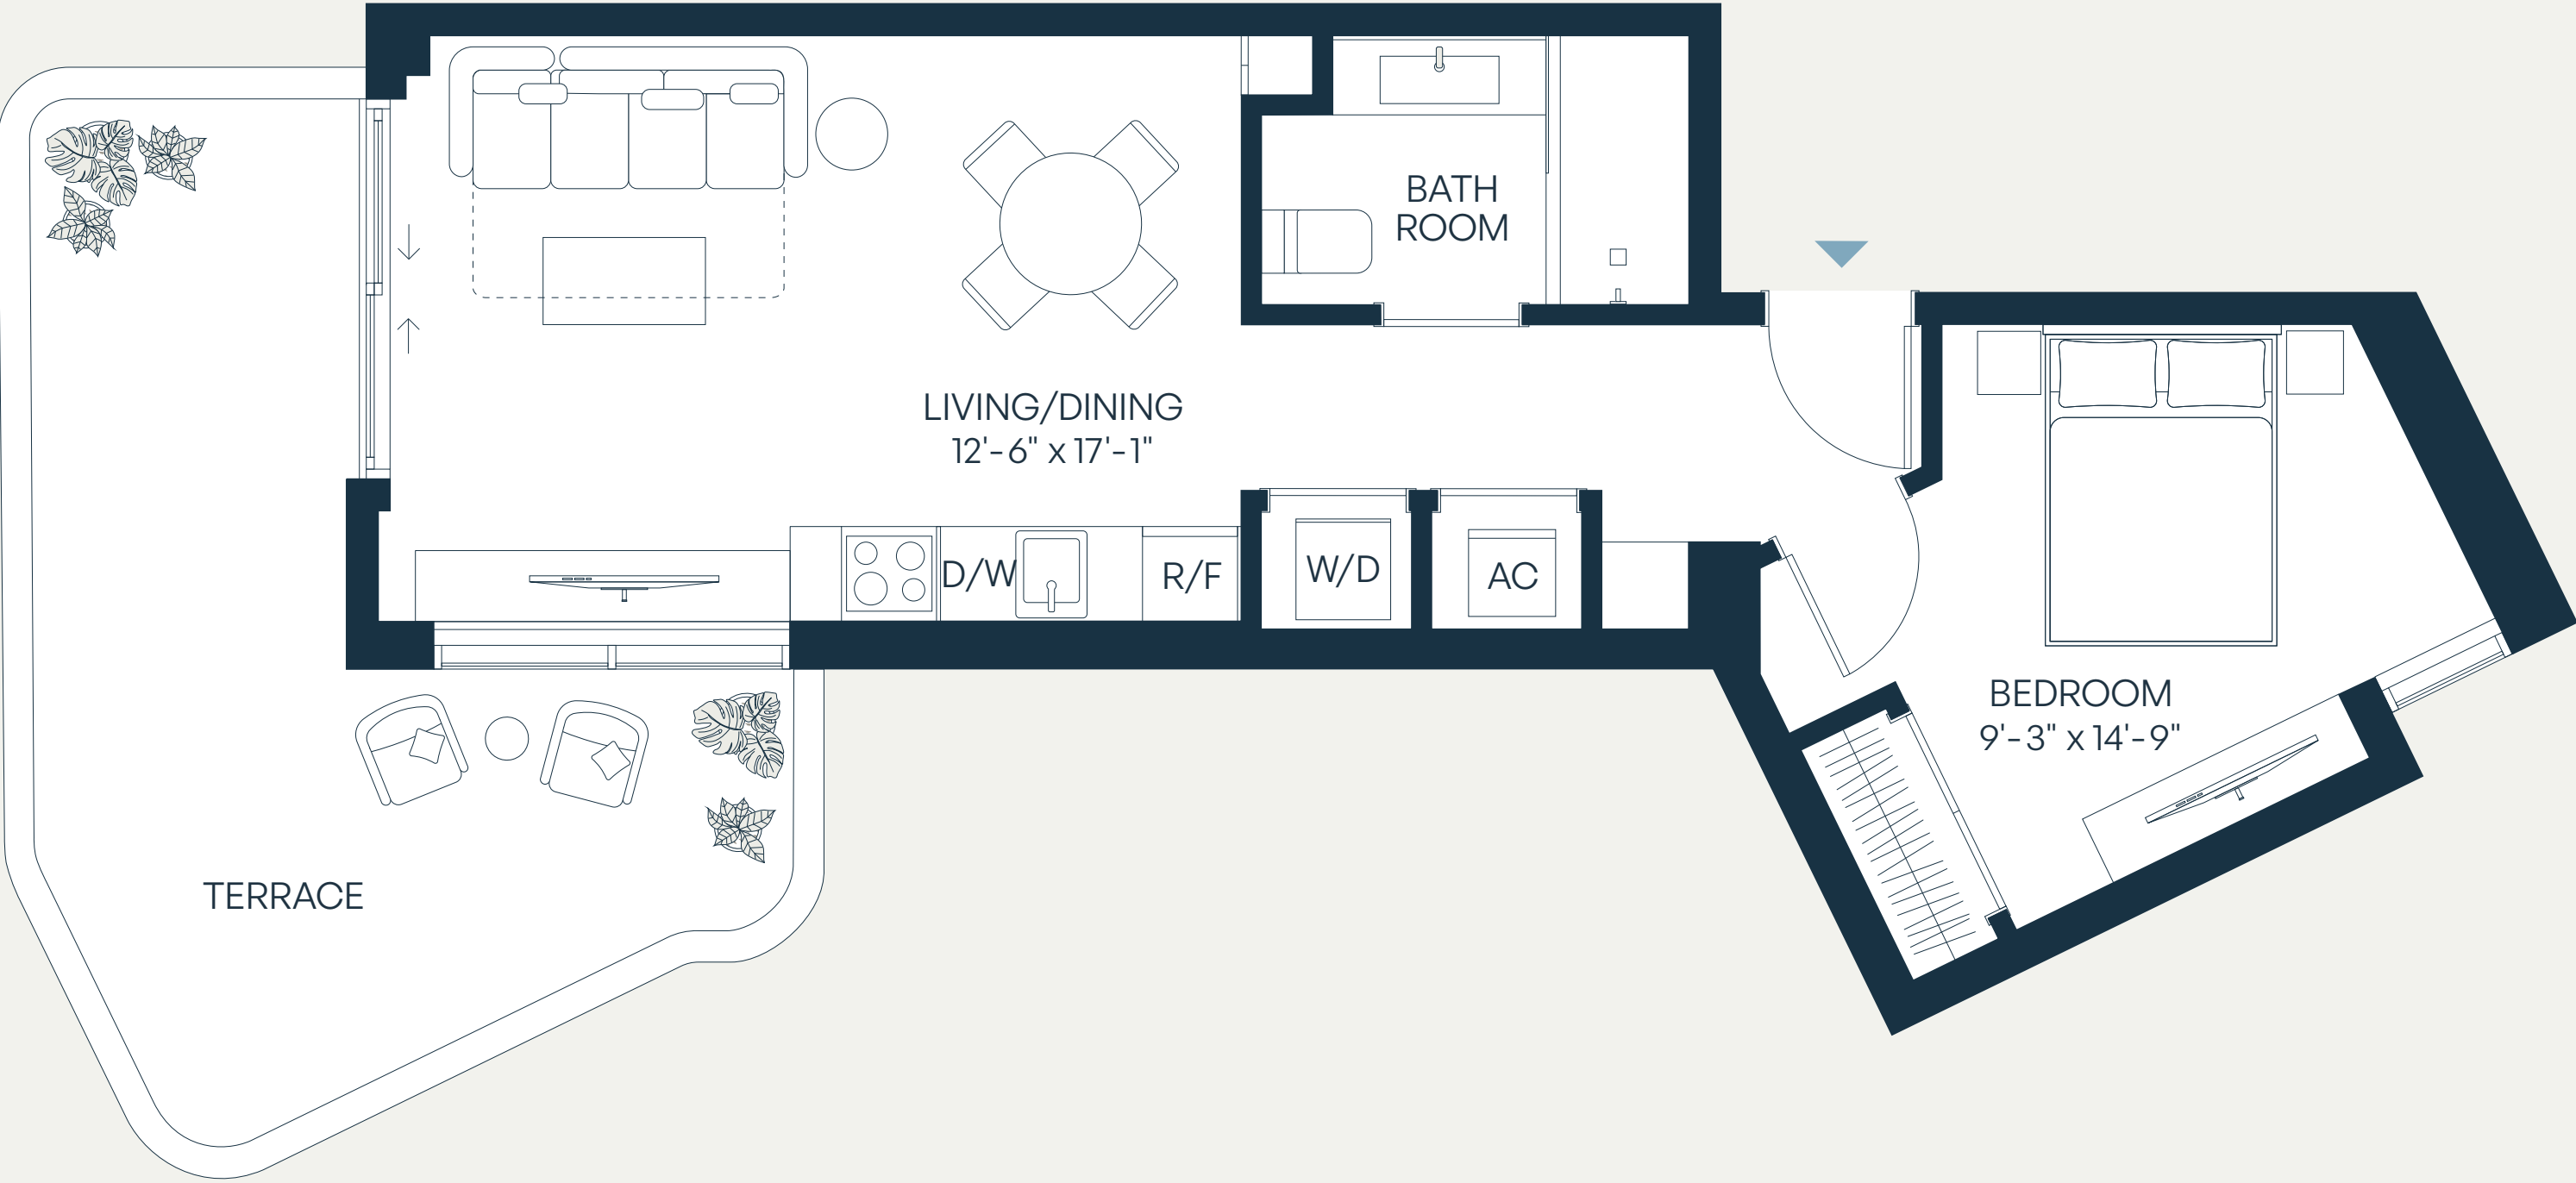 BATH
ROOM
LIVING/DINING
12'-6" x 17'-1"
D/W
R/F
W/D
AC
BEDROOM
9'-3" x 14'-9"
TERRACE